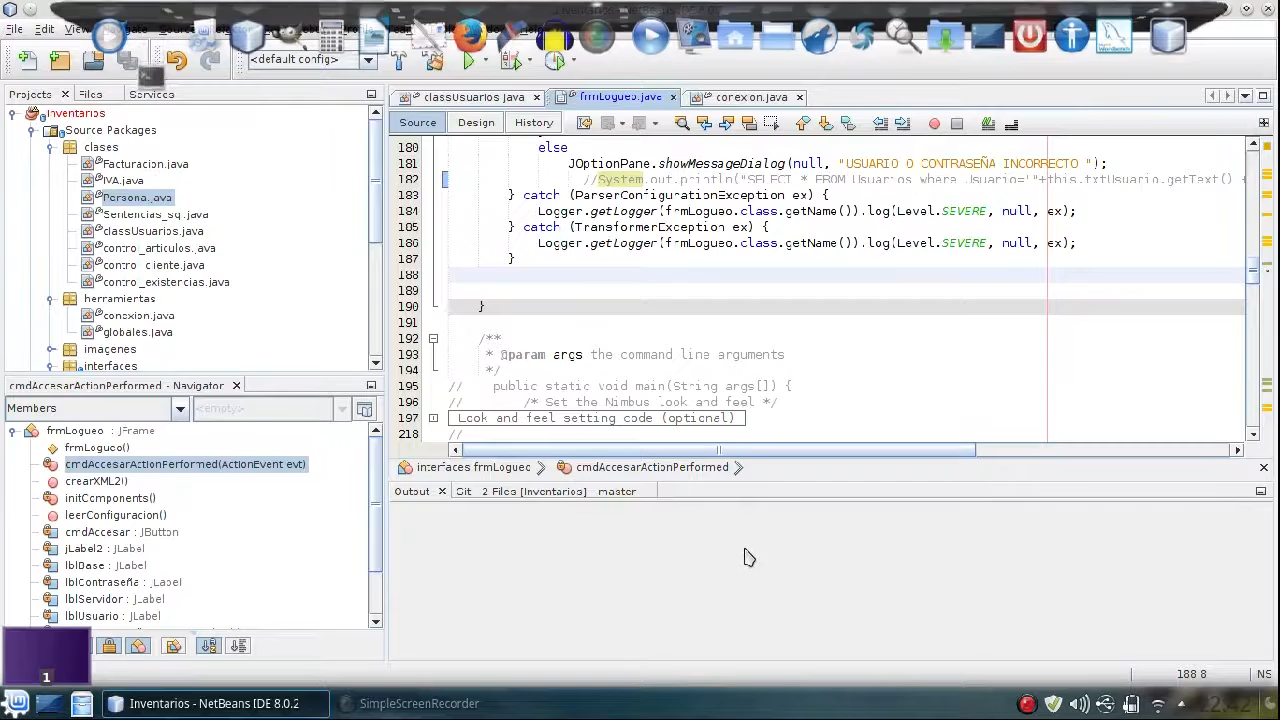 File Edit
<default config>
Projects Files Services
Inventarios
Source Packages
clases
Facturacion.java
IVA.java
Persona.java
Sentencias_sql.java
classUsuarios.java
control_articulos.java
control_cliente.java
control_existencias.java
herramientas
conexion.java
globales.java
imagenes
interfaces
cmdAccesarActionPerformed - Navigator
Members
<empty>
frmLogueo :: JFrame
frmLogueo()
cmdAccesarActionPerformed(ActionEvent evt)
crearXML2()
initComponents()
leerConfiguracion()
cmdAccesar : JButton
jLabel2 : JLabel
lblBase : JLabel
lblContraseña : JLabel
lblServidor : JLabel
lblUsuario : JLabel
classUsuarios.java frmLogueo.java conexion.java
Source Design History
180 else
181 JOptionPane.showMessageDialog(null, "USUARIO O CONTRASEÑA INCORRECTO ");
182 //System.out.println("SELECT * FROM Usuarios where Usuario='"+this.txtUsuario.getText() +
183 } catch (ParserConfigurationException ex) {
184 Logger.getLogger(frmLogueo.class.getName()).log(Level.SEVERE, null, ex);
185 } catch (TransformerException ex) {
186 Logger.getLogger(frmLogueo.class.getName()).log(Level.SEVERE, null, ex);
187 }
188
189
190 }
191
192 /**
193 * @param args the command line arguments
194 */
195 // public static void main(String args[]) {
196 // /* Set the Nimbus look and feel */
197 Look and feel setting code (optional)
218 //
interfaces.frmLogueo cmdAccesarActionPerformed
Output Git - 2 Files [Inventarios] - master
188:8 INS
1
Inventarios - NetBeans IDE 8.0.2 SimpleScreenRecorder 12:42